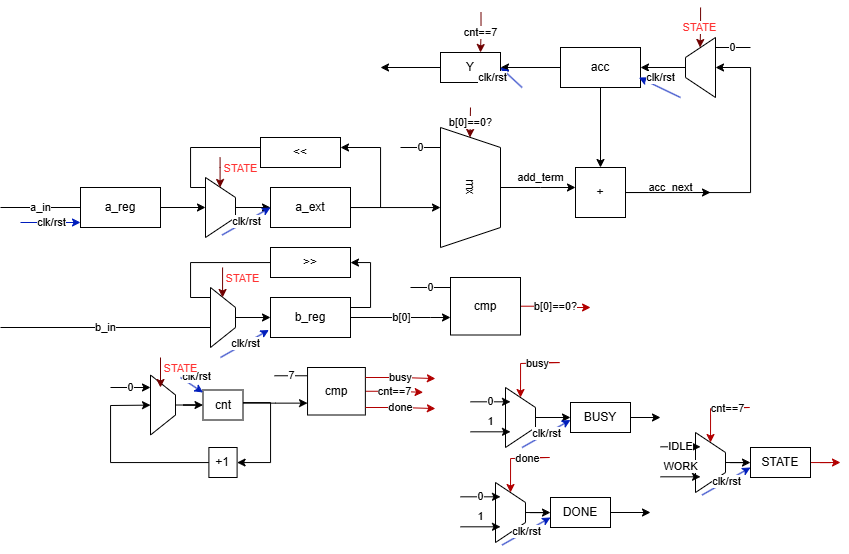 cnt==7
STATE
0
Y
acc
clk/rst
clk/rst
b[0]==0?
0
<<
STATE
mx
add_term
+
acc_next
a_in
a_reg
a_ext
clk/rst
clk/rst
>>
STATE
0
cmp
b[0]==0?
b_reg
b[0]
b_in
clk/rst
STATE
clk/rst
0
cnt
7
cmp
busy
cnt==7
done
+1
busy
0
1
BUSY
clk/rst
cnt==7
IDLE
WORK
STATE
clk/rst
done
0
1
DONE
clk/rst